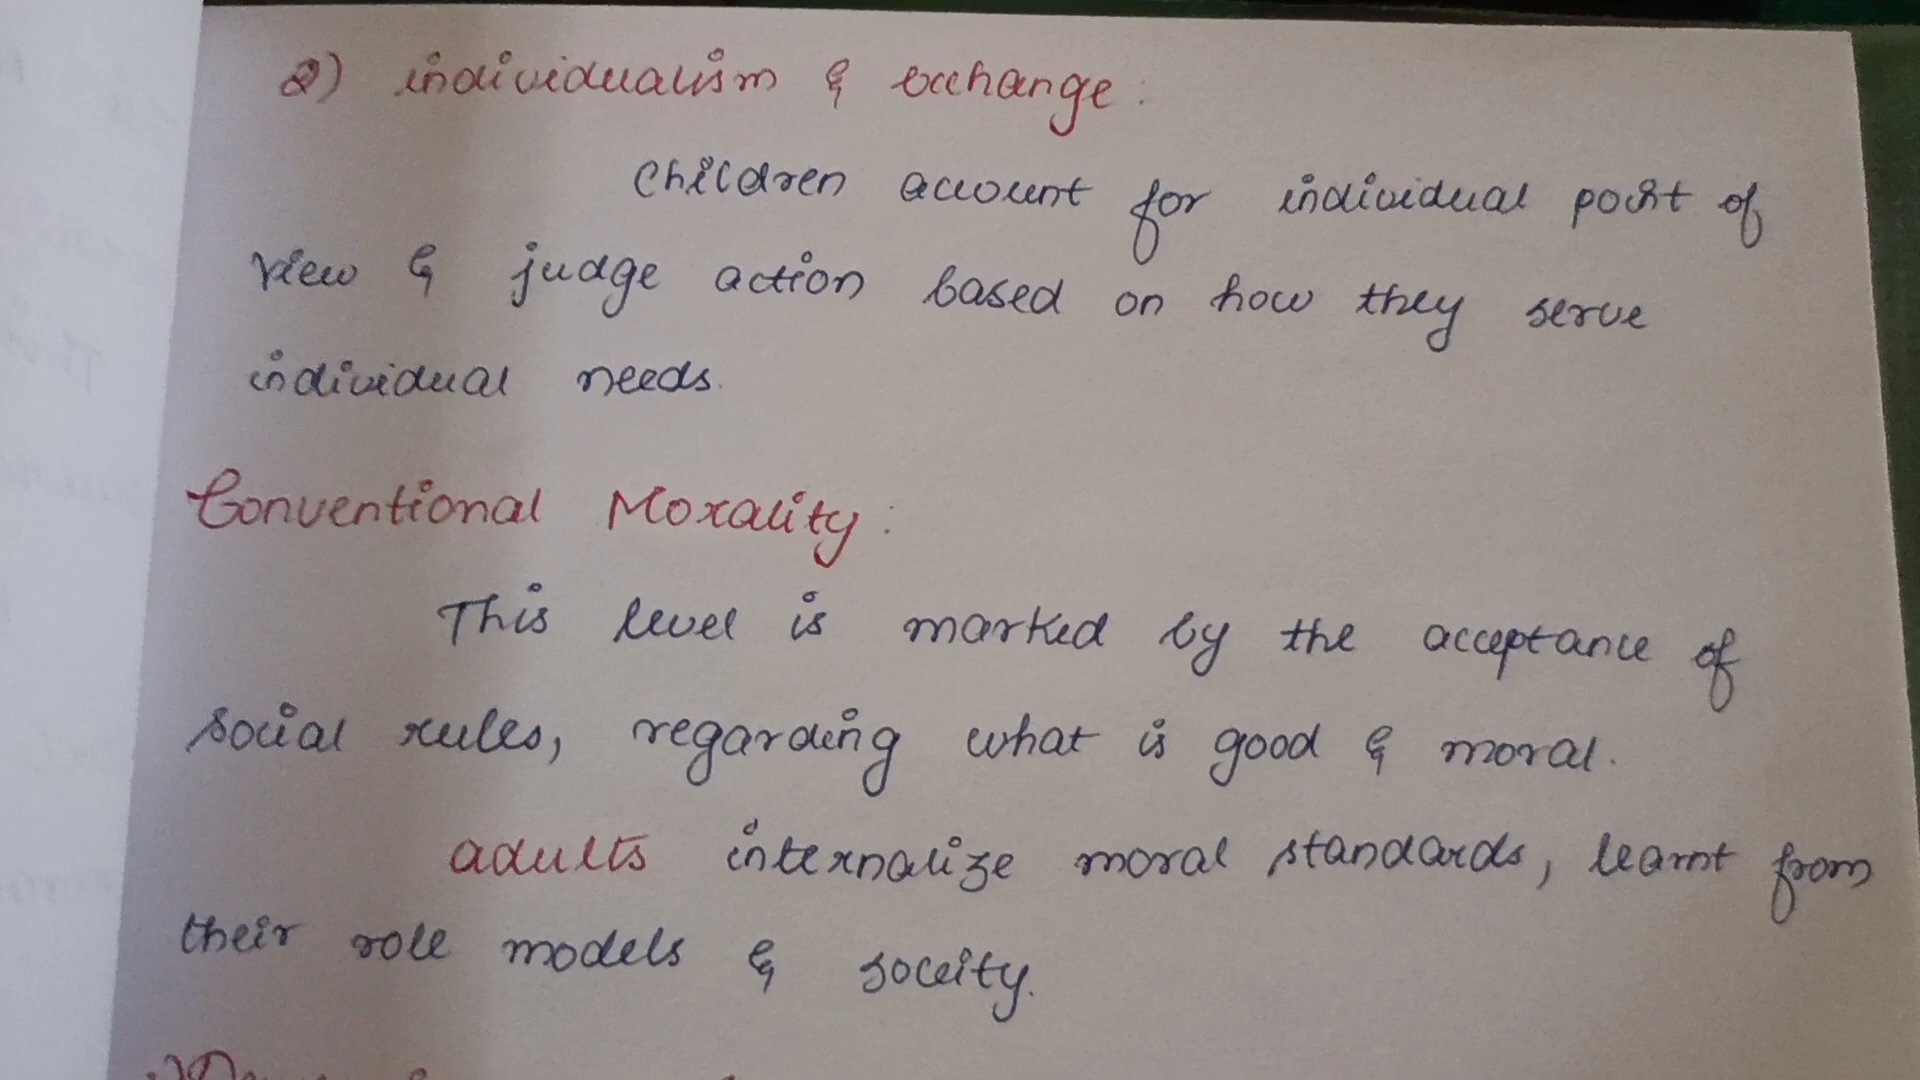 2) individualism & exchange:
children account for individual point of
view & judge action based on how they serve
individual needs.
Conventional Morality:
This level is marked by the acceptance of
social rules, regarding what is good & moral.
adults internalize moral standards, learnt from
their role models & soceity.